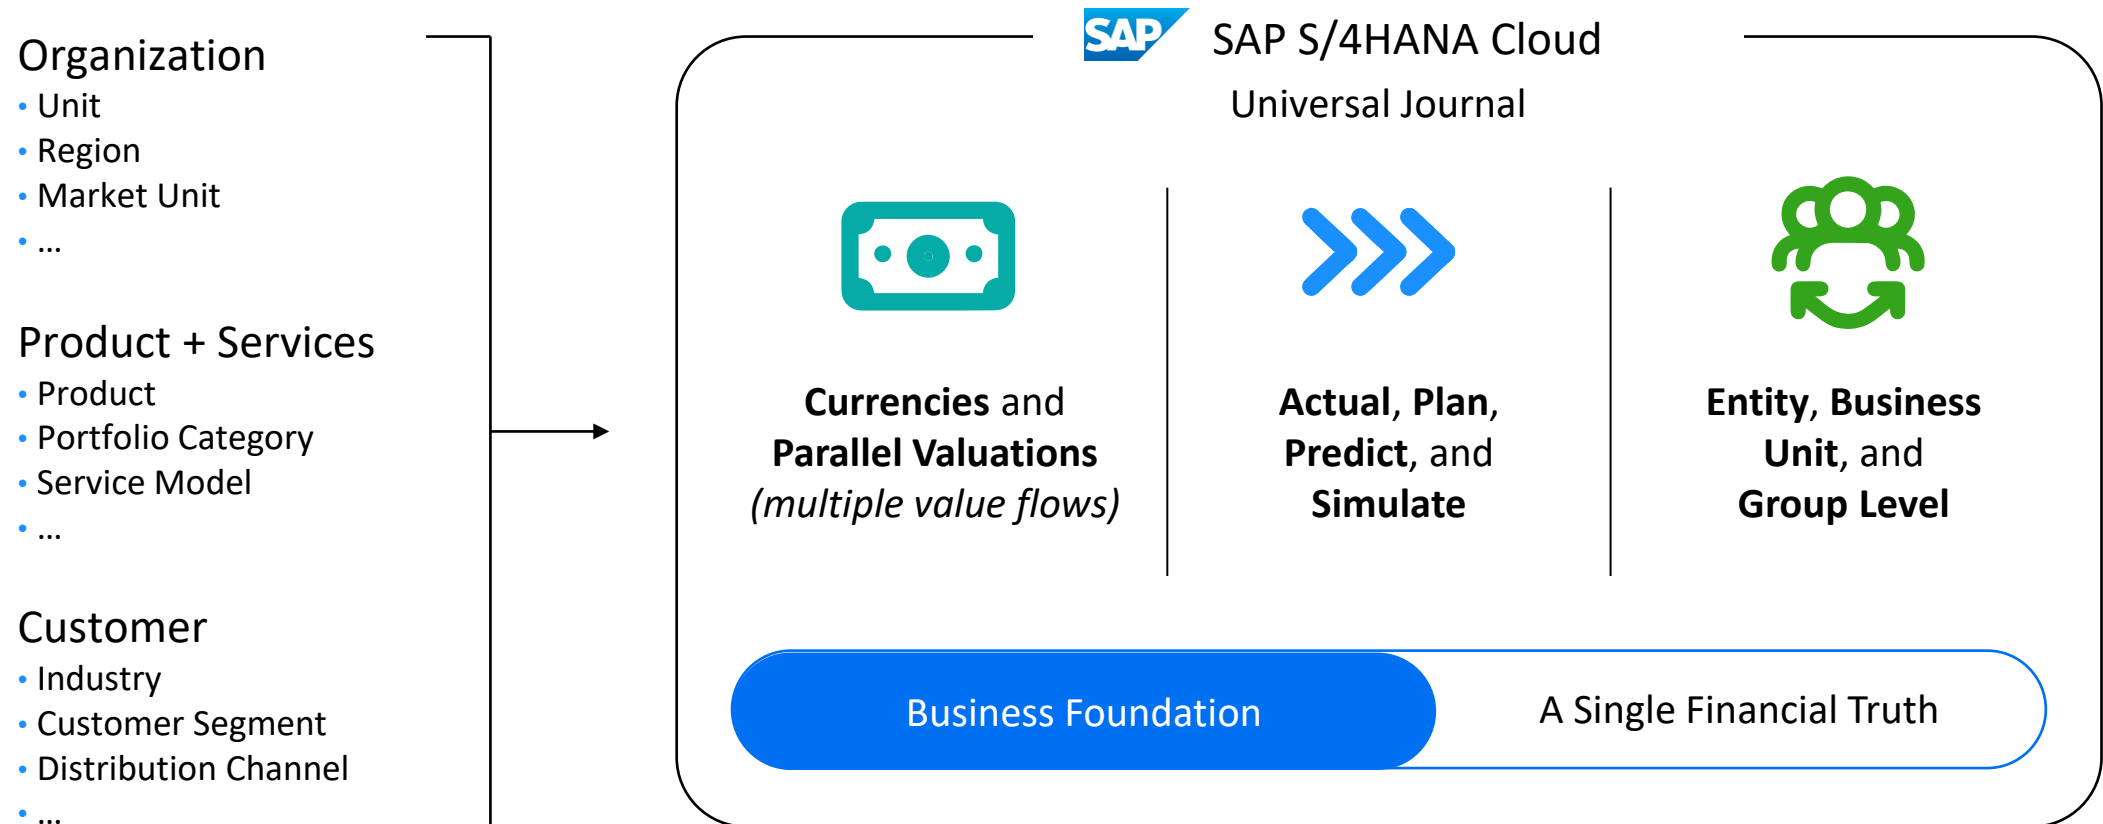 Organization
• Unit
• Region
• Market Unit
• ...
Product + Services
• Product
• Portfolio Category
• Service Model
• ...
Customer
• Industry
• Customer Segment
• Distribution Channel
• ...
SAP SAP S/4HANA Cloud
Universal Journal
Currencies and
Parallel Valuations
(multiple value flows)
Actual, Plan,
Predict, and
Simulate
Entity, Business
Unit, and
Group Level
Business Foundation
A Single Financial Truth